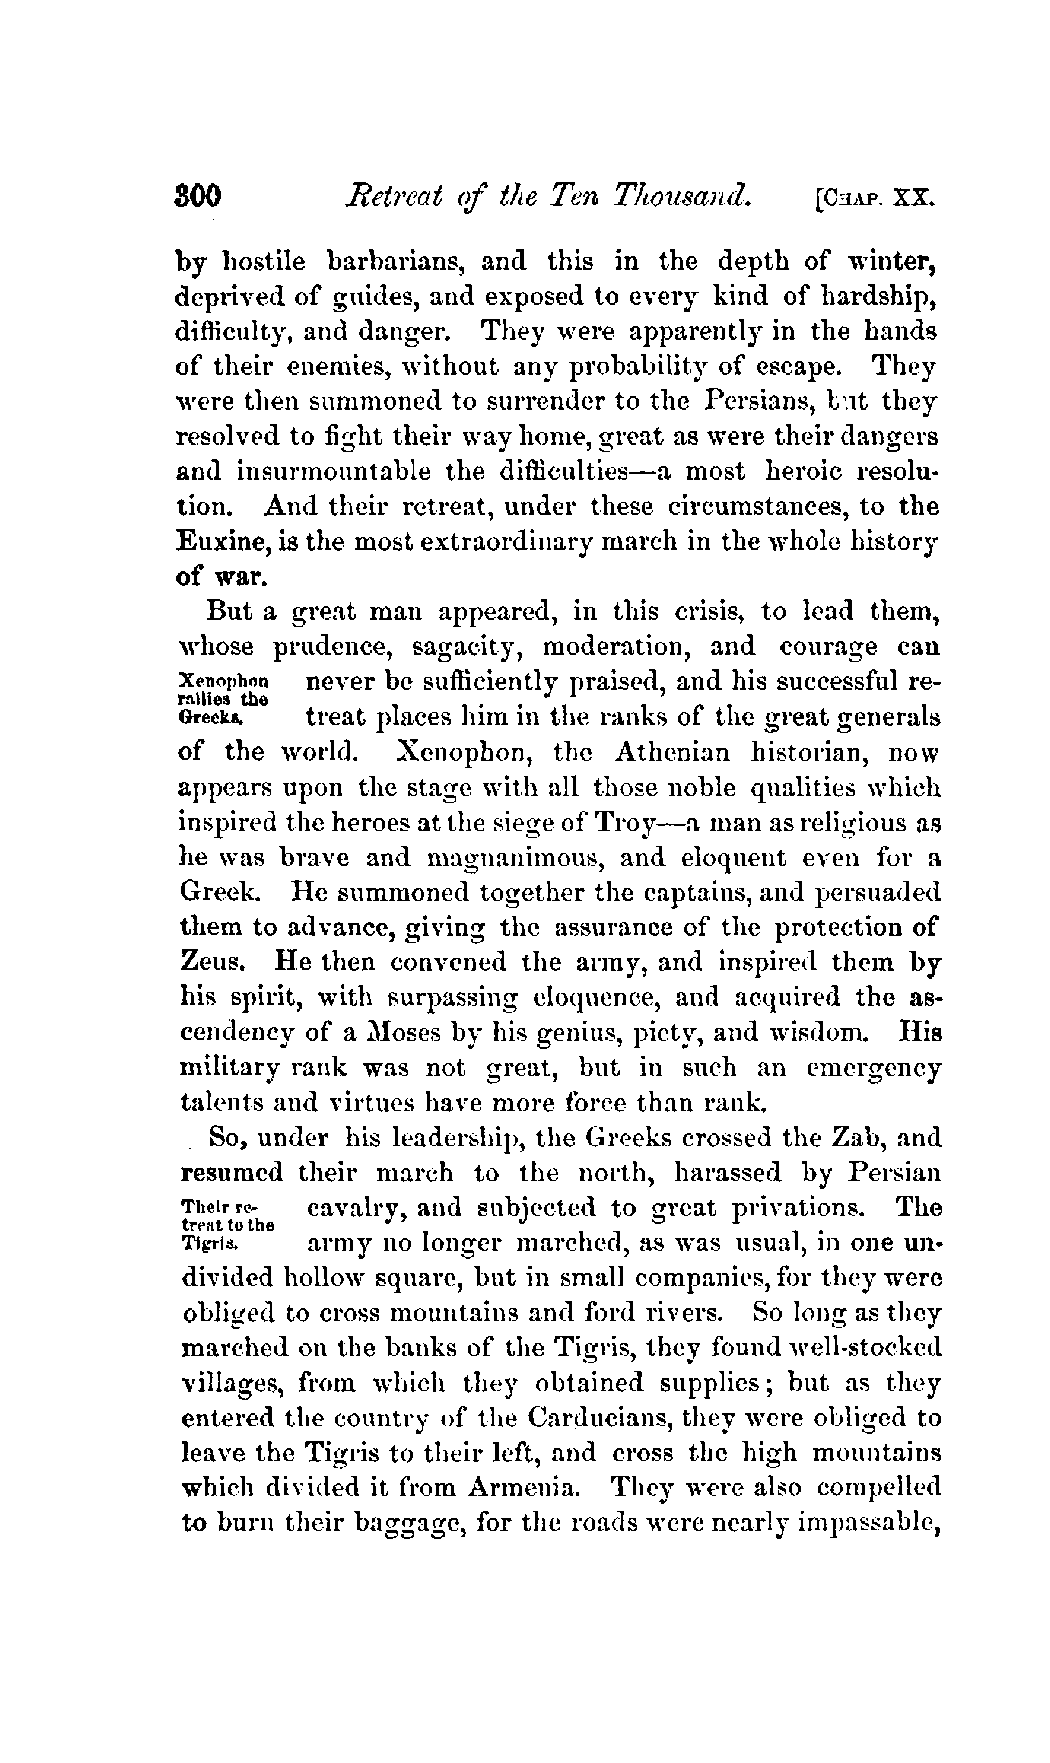 300 Retreat of the Ten Thousand. [CHAP. XX.
by hostile barbarians, and this in the depth of winter,
deprived of guides, and exposed to every kind of hardship,
difficulty, and danger. They were apparently in the hands
of their enemies, without any probability of escape. They
were then summoned to surrender to the Persians, but they
resolved to fight their way home, great as were their dangers
and insurmountable the difficulties—a most heroic resolu-
tion. And their retreat, under these circumstances, to the
Euxine, is the most extraordinary march in the whole history
of war.
But a great man appeared, in this crisis, to lead them,
whose prudence, sagacity, moderation, and courage can
Xenophon
rallies the
Greeks.
never be sufficiently praised, and his successful re-
treat places him in the ranks of the great generals
of the world. Xenophon, the Athenian historian, now
appears upon the stage with all those noble qualities which
inspired the heroes at the siege of Troy—a man as religious as
he was brave and magnanimous, and eloquent even for a
Greek. He summoned together the captains, and persuaded
them to advance, giving the assurance of the protection of
Zeus. He then convened the army, and inspired them by
his spirit, with surpassing eloquence, and acquired the as-
cendency of a Moses by his genius, piety, and wisdom. His
military rank was not great, but in such an emergency
talents and virtues have more force than rank.
So, under his leadership, the Greeks crossed the Zab, and
resumed their march to the north, harassed by Persian
Their re-
treat to the
Tigris.
cavalry, and subjected to great privations. The
army no longer marched, as was usual, in one un-
divided hollow square, but in small companies, for they were
obliged to cross mountains and ford rivers. So long as they
marched on the banks of the Tigris, they found well-stocked
villages, from which they obtained supplies; but as they
entered the country of the Carducians, they were obliged to
leave the Tigris to their left, and cross the high mountains
which divided it from Armenia. They were also compelled
to burn their baggage, for the roads were nearly impassable,